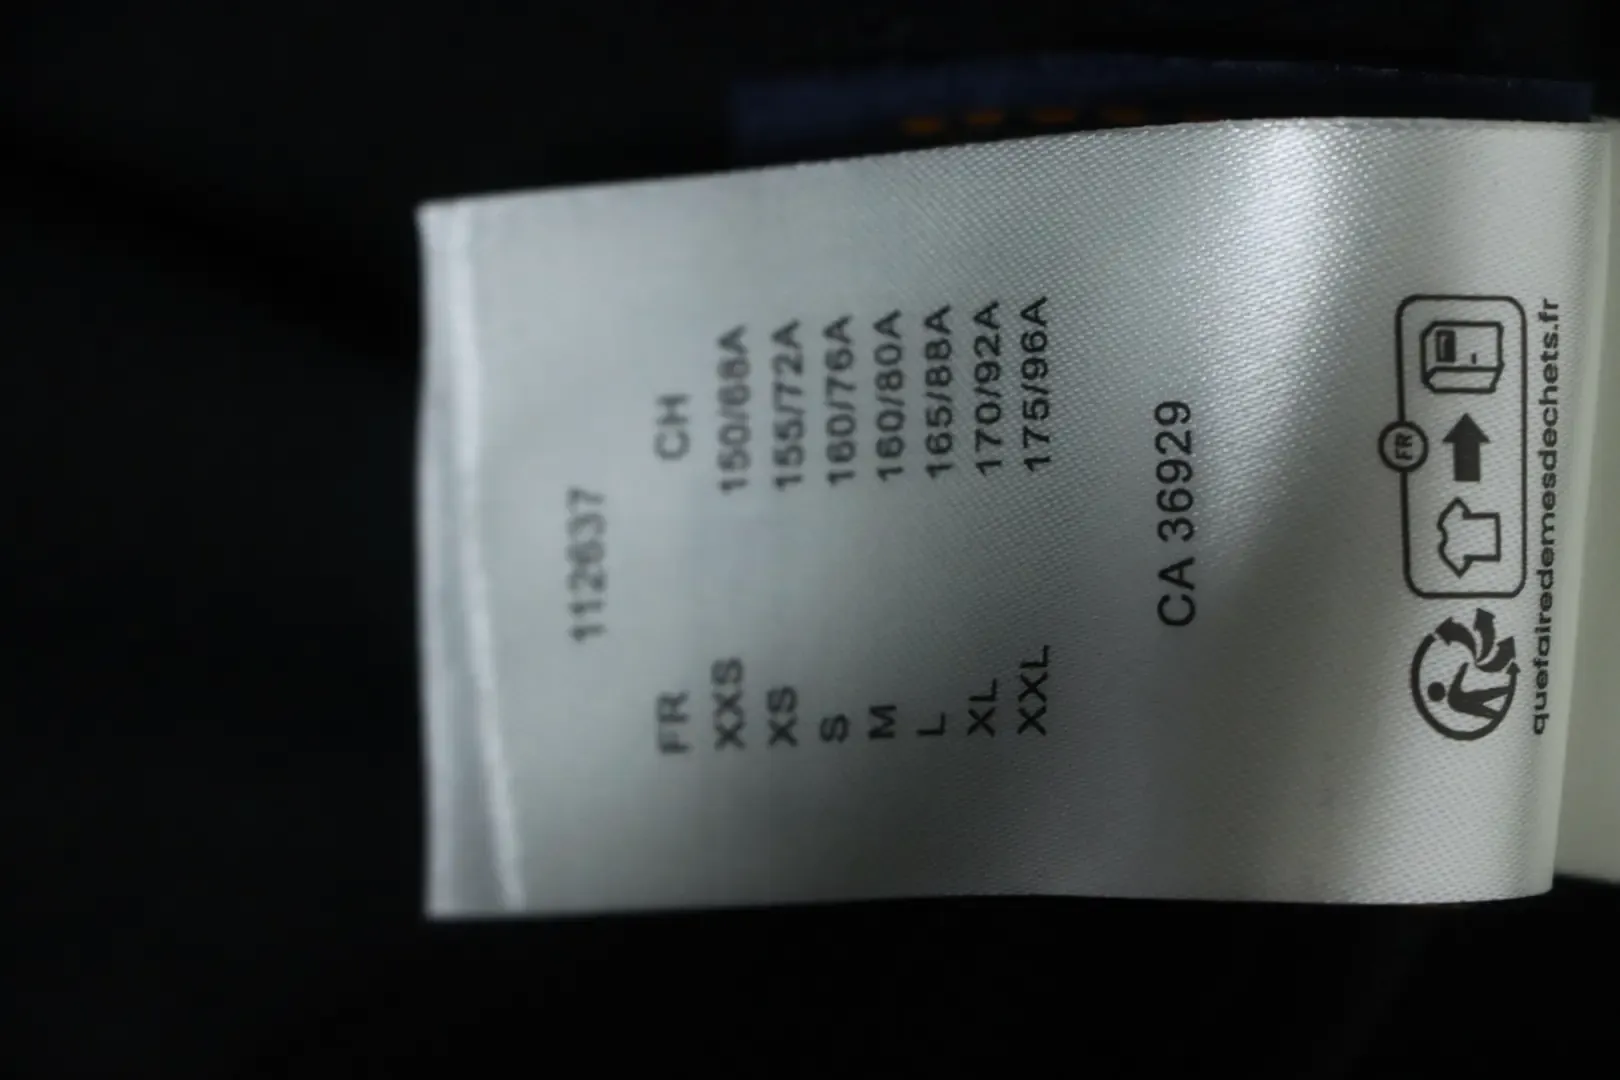 112637
FR CH
XXS 150/68A
XS 155/72A
S 160/76A
M 160/80A
L 165/88A
XL 170/92A
XXL 175/96A
CA 36929
FR
quefairedemesdechets.fr